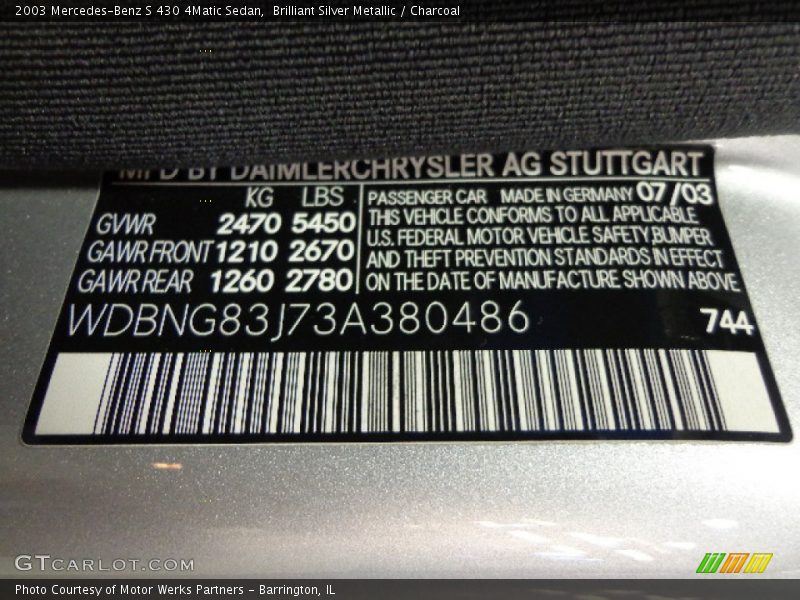 2003 Mercedes-Benz S 430 4Matic Sedan, Brilliant Silver Metallic / Charcoal
MFD BY DAIMLERCHRYSLER AG STUTTGART
KG LBS
GVWR 2470 5450
GAWR FRONT 1210 2670
GAWR REAR 1260 2780
PASSENGER CAR MADE IN GERMANY 07/03
THIS VEHICLE CONFORMS TO ALL APPLICABLE
U.S. FEDERAL MOTOR VEHICLE SAFETY,BUMPER
AND THEFT PREVENTION STANDARDS IN EFFECT
ON THE DATE OF MANUFACTURE SHOWN ABOVE
WDBNG83J73A380486
744
GTCARLOT.COM
Photo Courtesy of Motor Werks Partners - Barrington, IL